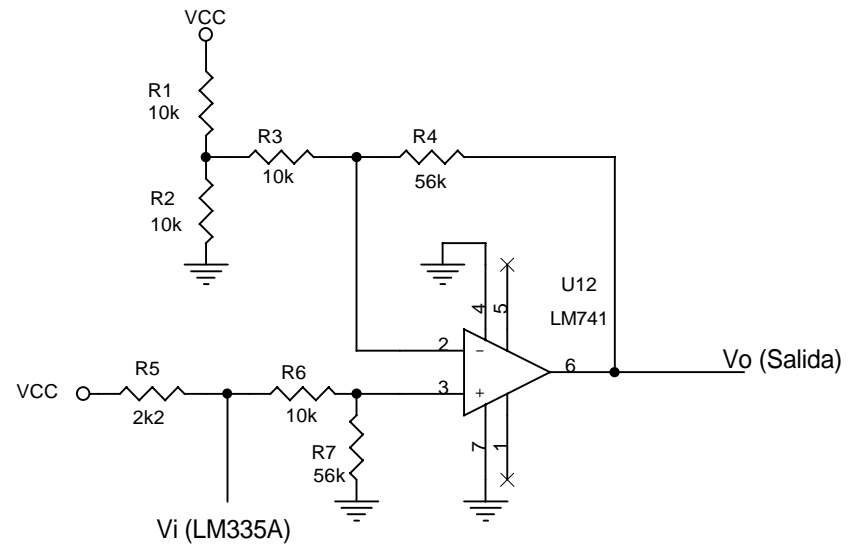 VCC
R1
10k
R3
10k
R4
56k
R2
10k
4
5
U12
LM741
2
−
6
Vo (Salida)
VCC
R5
2k2
R6
10k
3
+
R7
56k
7
1
Vi (LM335A)